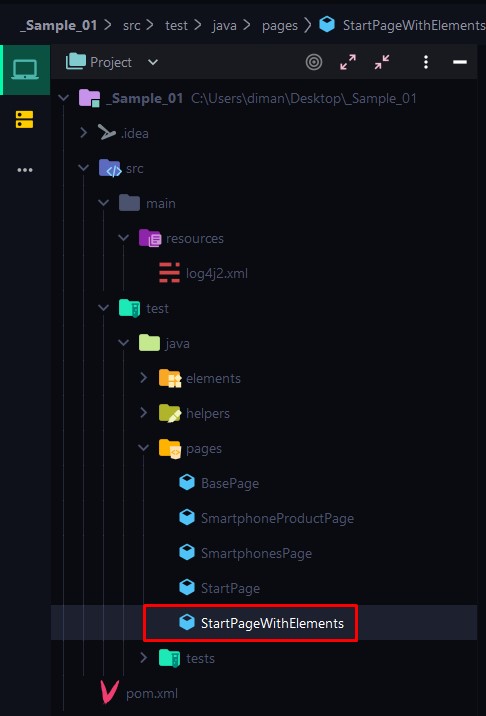 _Sample_01 > src > test > java > pages > StartPageWithElements
Project
_Sample_01 C:\Users\diman\Desktop\_Sample_01
.idea
src
main
resources
log4j2.xml
test
java
elements
helpers
pages
BasePage
SmartphoneProductPage
SmartphonesPage
StartPage
StartPageWithElements
tests
pom.xml